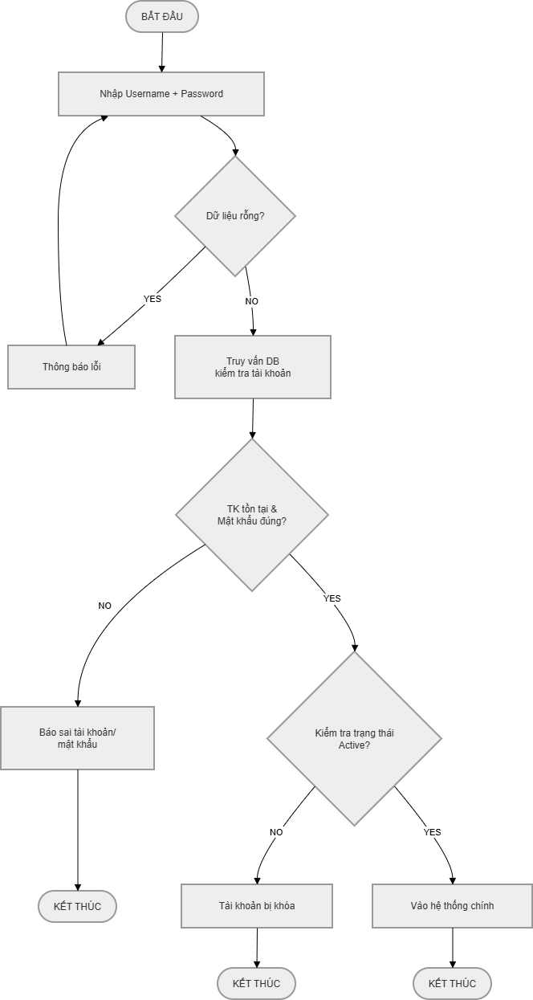 BẮT ĐẦU
Nhập Username + Password
Dữ liệu rỗng?
YES
NO
Thông báo lỗi
Truy vấn DB
kiểm tra tài khoản
TK tồn tại &
Mật khẩu đúng?
NO
YES
Báo sai tài khoản/
mật khẩu
Kiểm tra trạng thái
Active?
NO
YES
Tài khoản bị khóa
Vào hệ thống chính
KẾT THÚC
KẾT THÚC
KẾT THÚC